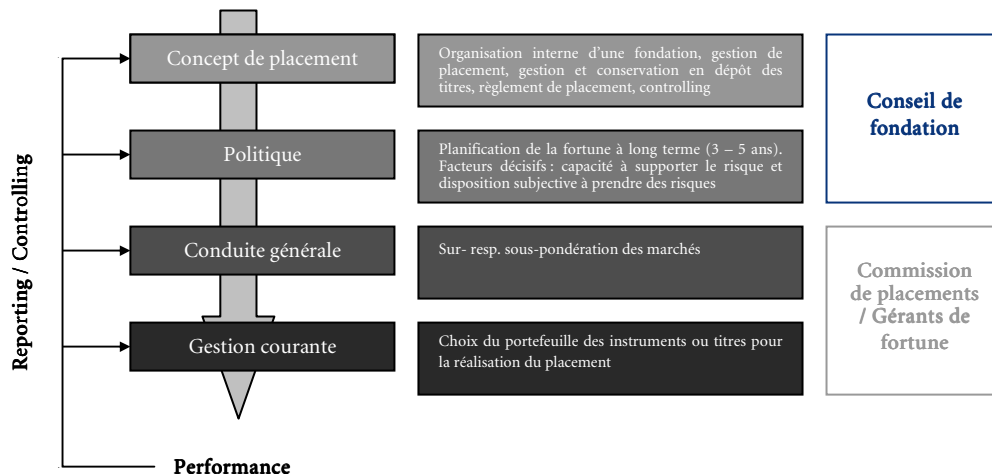 Concept de placement
Organisation interne d’une fondation, gestion de
placement, gestion et conservation en dépôt des
titres, règlement de placement, controlling
Conseil de
fondation
Politique
Planification de la fortune à long terme (3 – 5 ans).
Facteurs décisifs : capacité à supporter le risque et
disposition subjective à prendre des risques
Conduite générale
Sur- resp. sous-pondération des marchés
Commission
de placements
/ Gérants de
fortune
Gestion courante
Choix du portefeuille des instruments ou titres pour
la réalisation du placement
Reporting / Controlling
Performance